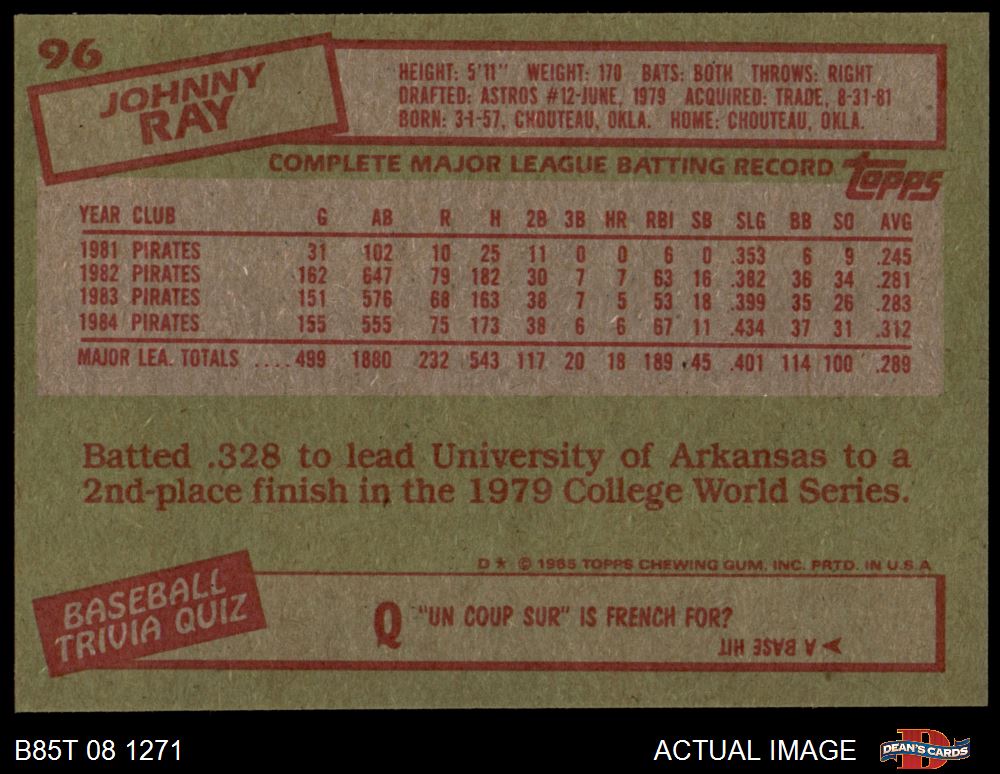 96
JOHNNY
RAY
HEIGHT: 5'11" WEIGHT: 170 BATS: BOTH THROWS: RIGHT
DRAFTED: ASTROS #12-JUNE, 1979 ACQUIRED: TRADE, 8-31-81
BORN: 3-1-57, CHOUTEAU, OKLA. HOME: CHOUTEAU, OKLA.
COMPLETE MAJOR LEAGUE BATTING RECORD topps
YEAR CLUB G AB R H 2B 3B HR RBI SB SLG BB SO AVG
1981 PIRATES 31 102 10 25 11 0 0 6 0 .353 6 9 .245
1982 PIRATES 162 647 79 182 30 7 7 63 16 .382 36 34 .281
1983 PIRATES 151 576 68 163 38 7 5 53 18 .399 35 26 .283
1984 PIRATES 155 555 75 173 38 6 6 67 11 .434 37 31 .312
MAJOR LEA. TOTALS .... 499 1880 232 543 117 20 18 189 45 .401 114 100 .289
Batted .328 to lead University of Arkansas to a
2nd-place finish in the 1979 College World Series.
D ★ © 1985 TOPPS CHEWING GUM, INC. PRTD. IN U.S.A.
BASEBALL
TRIVIA QUIZ
Q "UN COUP SUR" IS FRENCH FOR?
➤ A BASE HIT
B85T 08 1271 ACTUAL IMAGE DEAN'S CARDS